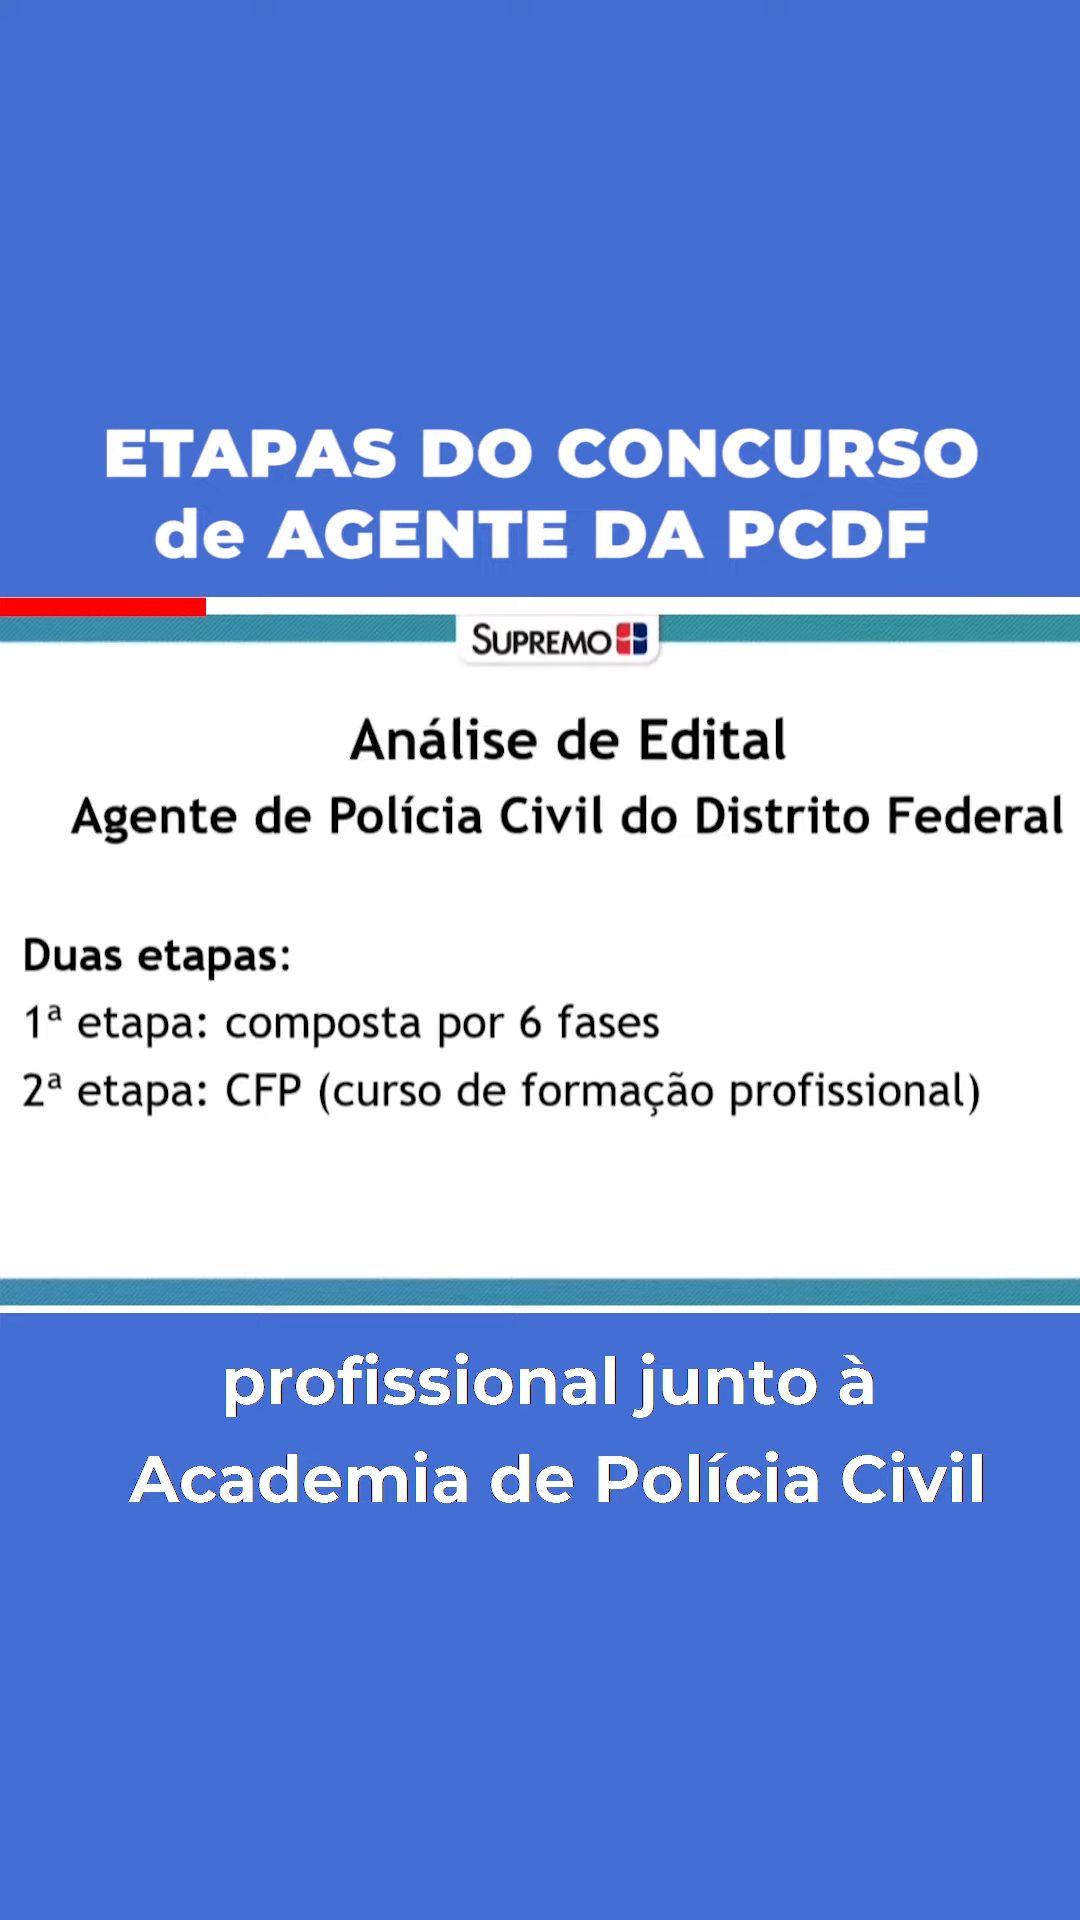 ETAPAS DO CONCURSO
de AGENTE DA PCDF
SUPREMO
Análise de Edital
Agente de Polícia Civil do Distrito Federal
Duas etapas:
1ª etapa: composta por 6 fases
2ª etapa: CFP (curso de formação profissional)
profissional junto à
Academia de Polícia Civil